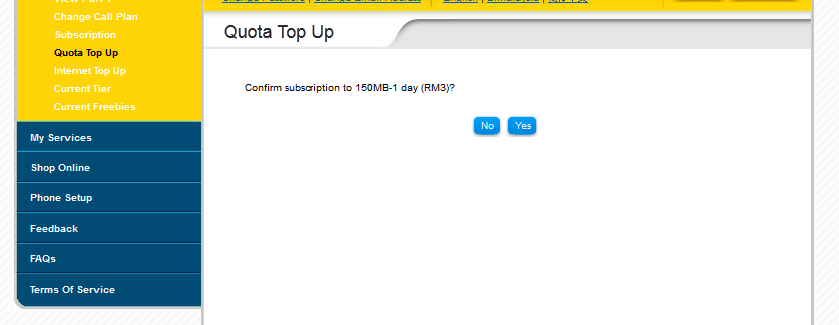 Change Call Plan
Subscription
Quota Top Up
Internet Top Up
Current Tier
Current Freebies
My Services
Shop Online
Phone Setup
Feedback
FAQs
Terms Of Service
Quota Top Up
Confirm subscription to 150MB-1 day (RM3)?
No Yes